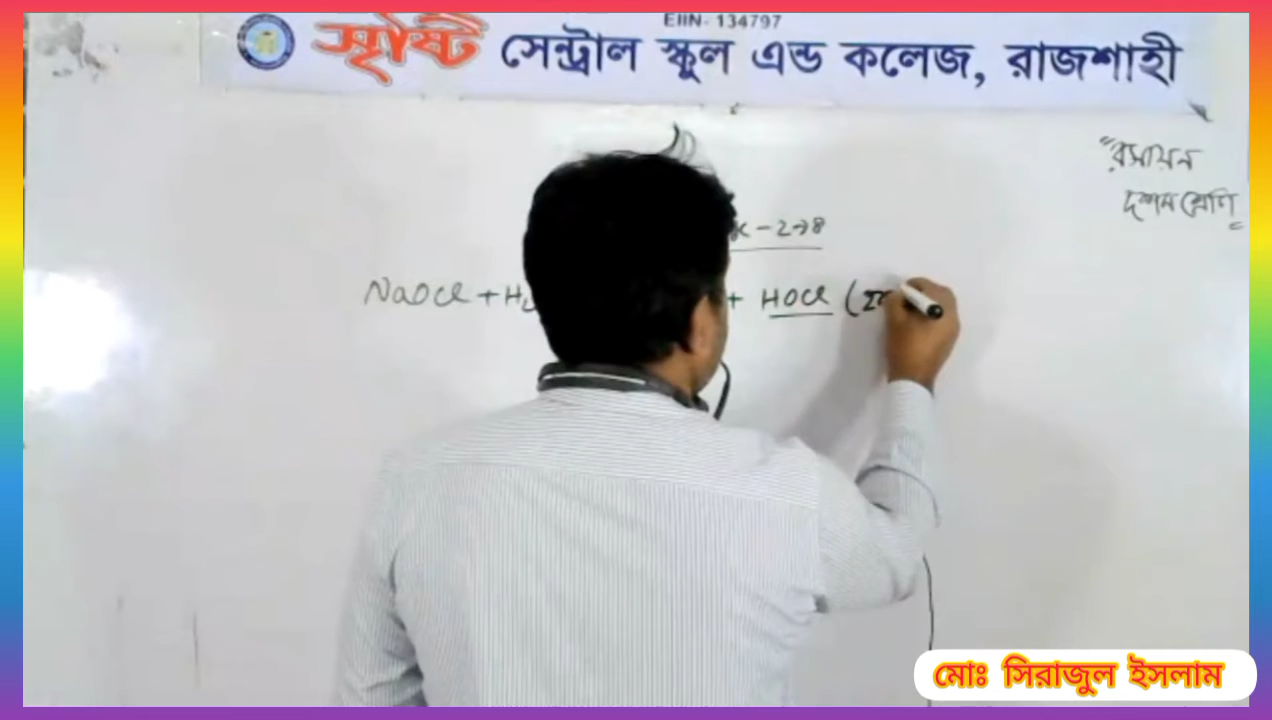 EIIN- 134797
সৃষ্টি সেন্ট্রাল স্কুল এন্ড কলেজ, রাজশাহী
"রসায়ন
দশম শ্রেণি"
-2→8
NaOCl + H + HOCl (
মোঃ সিরাজুল ইসলাম